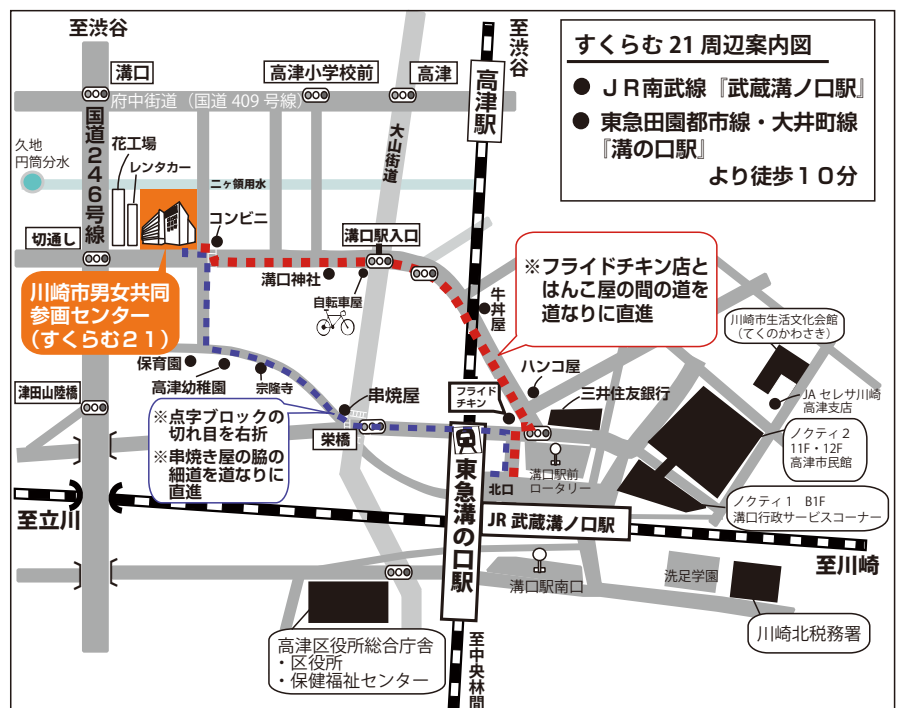 至渋谷
至渋谷
すくらむ21周辺案内図
● JR南武線『武蔵溝ノ口駅』
● 東急田園都市線・大井町線
『溝の口駅』
より徒歩10分
溝口
高津小学校前
高津
高津駅
府中街道（国道409号線）
国道246号線
大山街道
久地
円筒分水
花工場
レンタカー
二ヶ領用水
コンビニ
切通し
溝口駅入口
溝口神社
自転車屋
川崎市男女共同
参画センター
（すくらむ21）
※フライドチキン店と
はんこ屋の間の道を
道なりに直進
牛丼屋
ハンコ屋
川崎市生活文化会館
（てくのかわさき）
JAセレサ川崎
高津支店
保育園
高津幼稚園
宗隆寺
津田山陸橋
串焼屋
フライド
チキン
三井住友銀行
※点字ブロックの
切れ目を右折
※串焼き屋の脇の
細道を道なりに
直進
栄橋
溝口駅前
ロータリー
北口
ノクティ2
11F・12F
高津市民館
ノクティ1 B1F
溝口行政サービスコーナー
至立川
東急溝の口駅
JR武蔵溝ノ口駅
至川崎
溝口駅南口
洗足学園
川崎北税務署
高津区役所総合庁舎
・区役所
・保健福祉センター
至中央林間